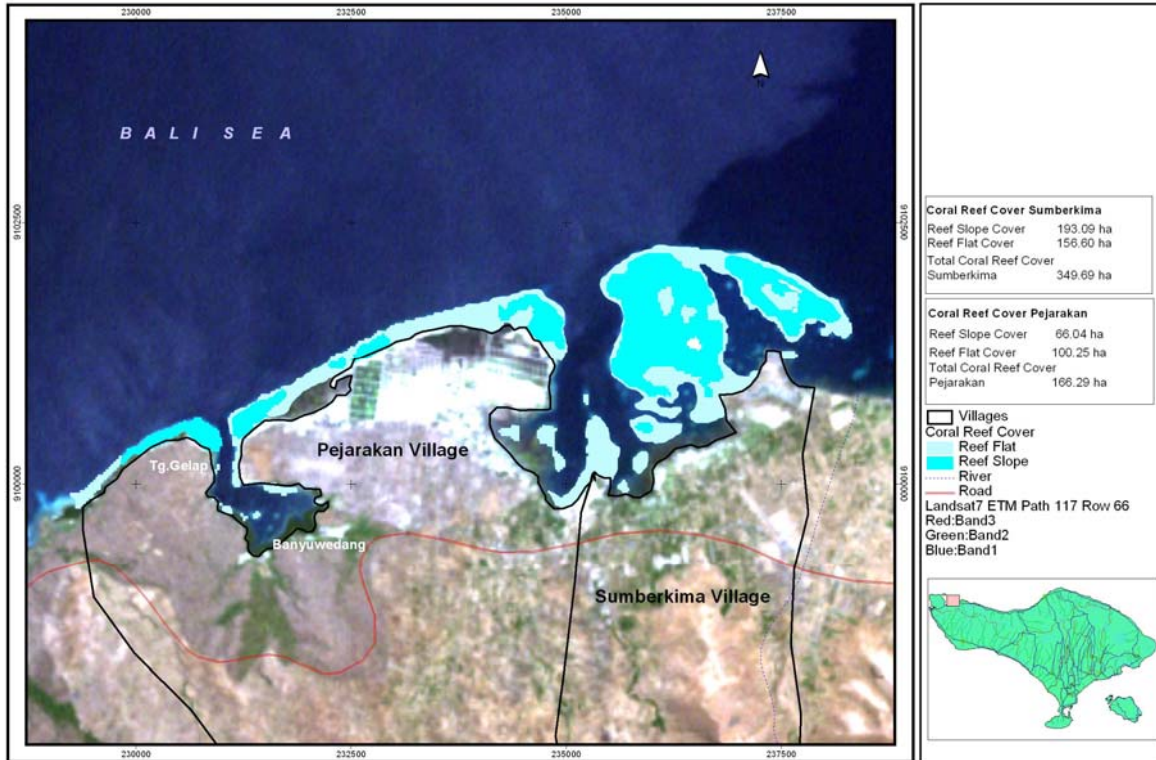 230000 232500 235000 237500
N
B A L I S E A
9102500 9102500
Pejarakan Village
Tg.Gelap
9100000 9100000
Banyuwedang
Sumberkima Village
230000 232500 235000 237500
Coral Reef Cover Sumberkima
Reef Slope Cover 193.09 ha
Reef Flat Cover 156.60 ha
Total Coral Reef Cover
Sumberkima 349.69 ha
Coral Reef Cover Pejarakan
Reef Slope Cover 66.04 ha
Reef Flat Cover 100.25 ha
Total Coral Reef Cover
Pejarakan 166.29 ha
Villages
Coral Reef Cover
Reef Flat
Reef Slope
River
Road
Landsat7 ETM Path 117 Row 66
Red:Band3
Green:Band2
Blue:Band1